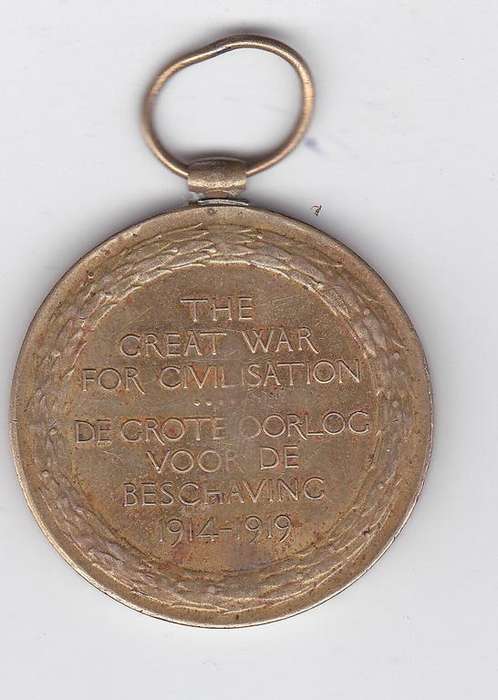 THE
GREAT WAR
FOR CIVILISATION
DE GROTE OORLOG
VOOR DE
BESCHAVING
1914-1919